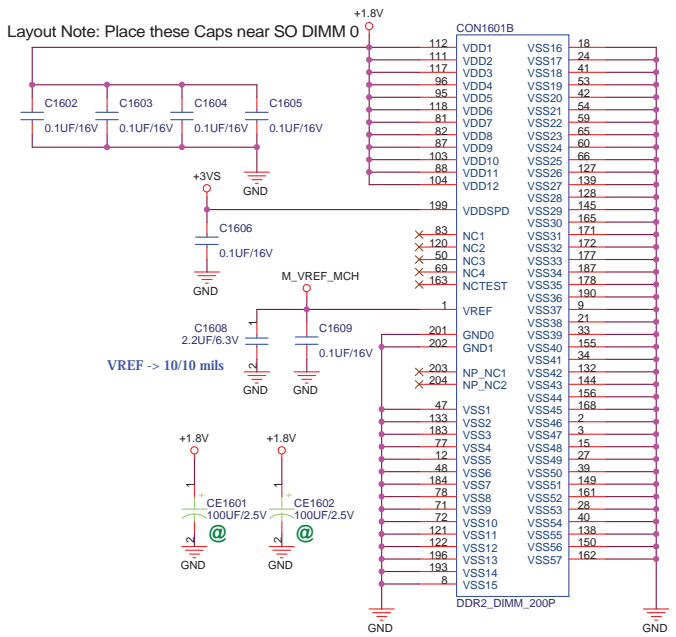 +1.8V
Layout Note: Place these Caps near SO DIMM 0
C1602
0.1UF/16V
C1603
0.1UF/16V
C1604
0.1UF/16V
C1605
0.1UF/16V
GND
+3VS
C1606
0.1UF/16V
GND
M_VREF_MCH
C1608
2.2UF/6.3V
1
2
GND
C1609
0.1UF/16V
GND
VREF -> 10/10 mils
+1.8V
1
+
CE1601
100UF/2.5V
@
2
GND
+1.8V
1
+
CE1602
100UF/2.5V
@
2
GND
CON1601B
112 VDD1
111 VDD2
117 VDD3
96 VDD4
95 VDD5
118 VDD6
81 VDD7
82 VDD8
87 VDD9
103 VDD10
88 VDD11
104 VDD12
199 VDDSPD
83 NC1
120 NC2
50 NC3
69 NC4
163 NCTEST
1 VREF
201 GND0
202 GND1
203 NP_NC1
204 NP_NC2
47 VSS1
133 VSS2
183 VSS3
77 VSS4
12 VSS5
48 VSS6
184 VSS7
78 VSS8
71 VSS9
72 VSS10
121 VSS11
122 VSS12
196 VSS13
193 VSS14
8 VSS15
VSS16 18
VSS17 24
VSS18 41
VSS19 53
VSS20 42
VSS21 54
VSS22 59
VSS23 65
VSS24 60
VSS25 66
VSS26 127
VSS27 139
VSS28 128
VSS29 145
VSS30 165
VSS31 171
VSS32 172
VSS33 177
VSS34 187
VSS35 178
VSS36 190
VSS37 9
VSS38 21
VSS39 33
VSS40 155
VSS41 34
VSS42 132
VSS43 144
VSS44 156
VSS45 168
VSS46 2
VSS47 3
VSS48 15
VSS49 27
VSS50 39
VSS51 149
VSS52 161
VSS53 28
VSS54 40
VSS55 138
VSS56 150
VSS57 162
DDR2_DIMM_200P
GND
GND